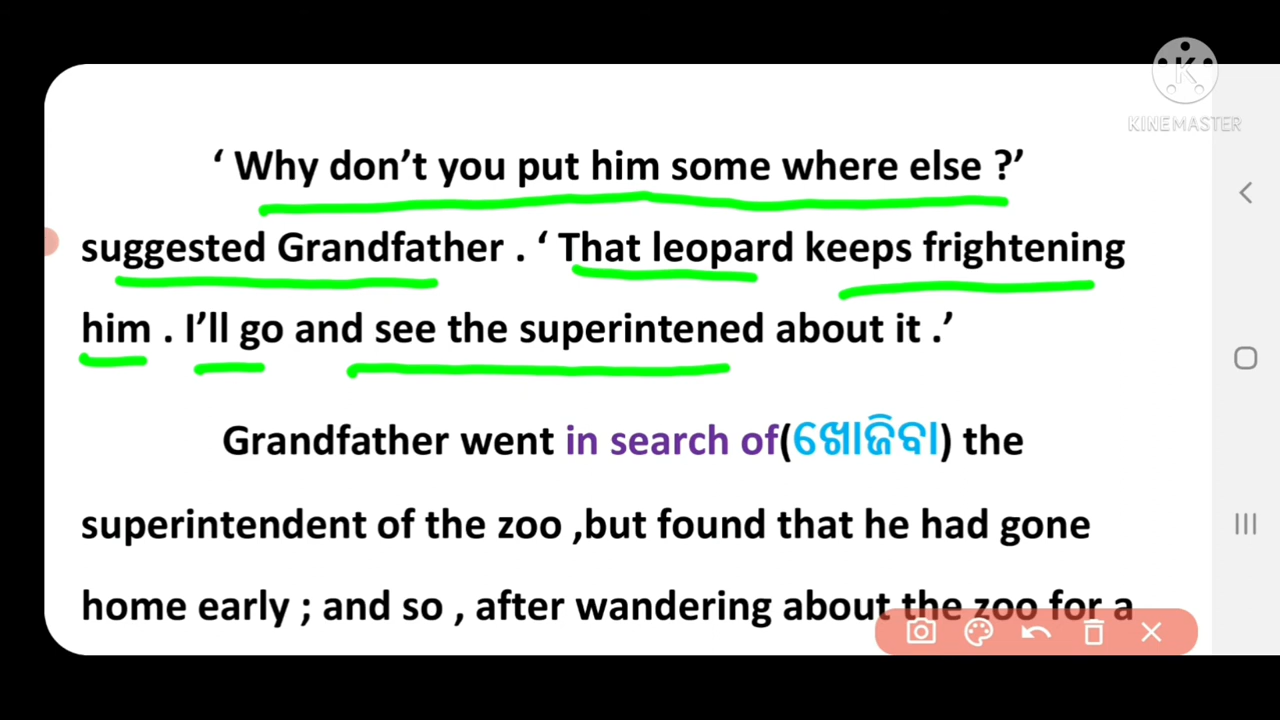 KINEMASTER
‘ Why don’t you put him some where else ?’
suggested Grandfather . ‘ That leopard keeps frightening
him . I’ll go and see the superintened about it .’
Grandfather went in search of(ଖୋଜିବା) the
superintendent of the zoo ,but found that he had gone
home early ; and so , after wandering about the zoo for a